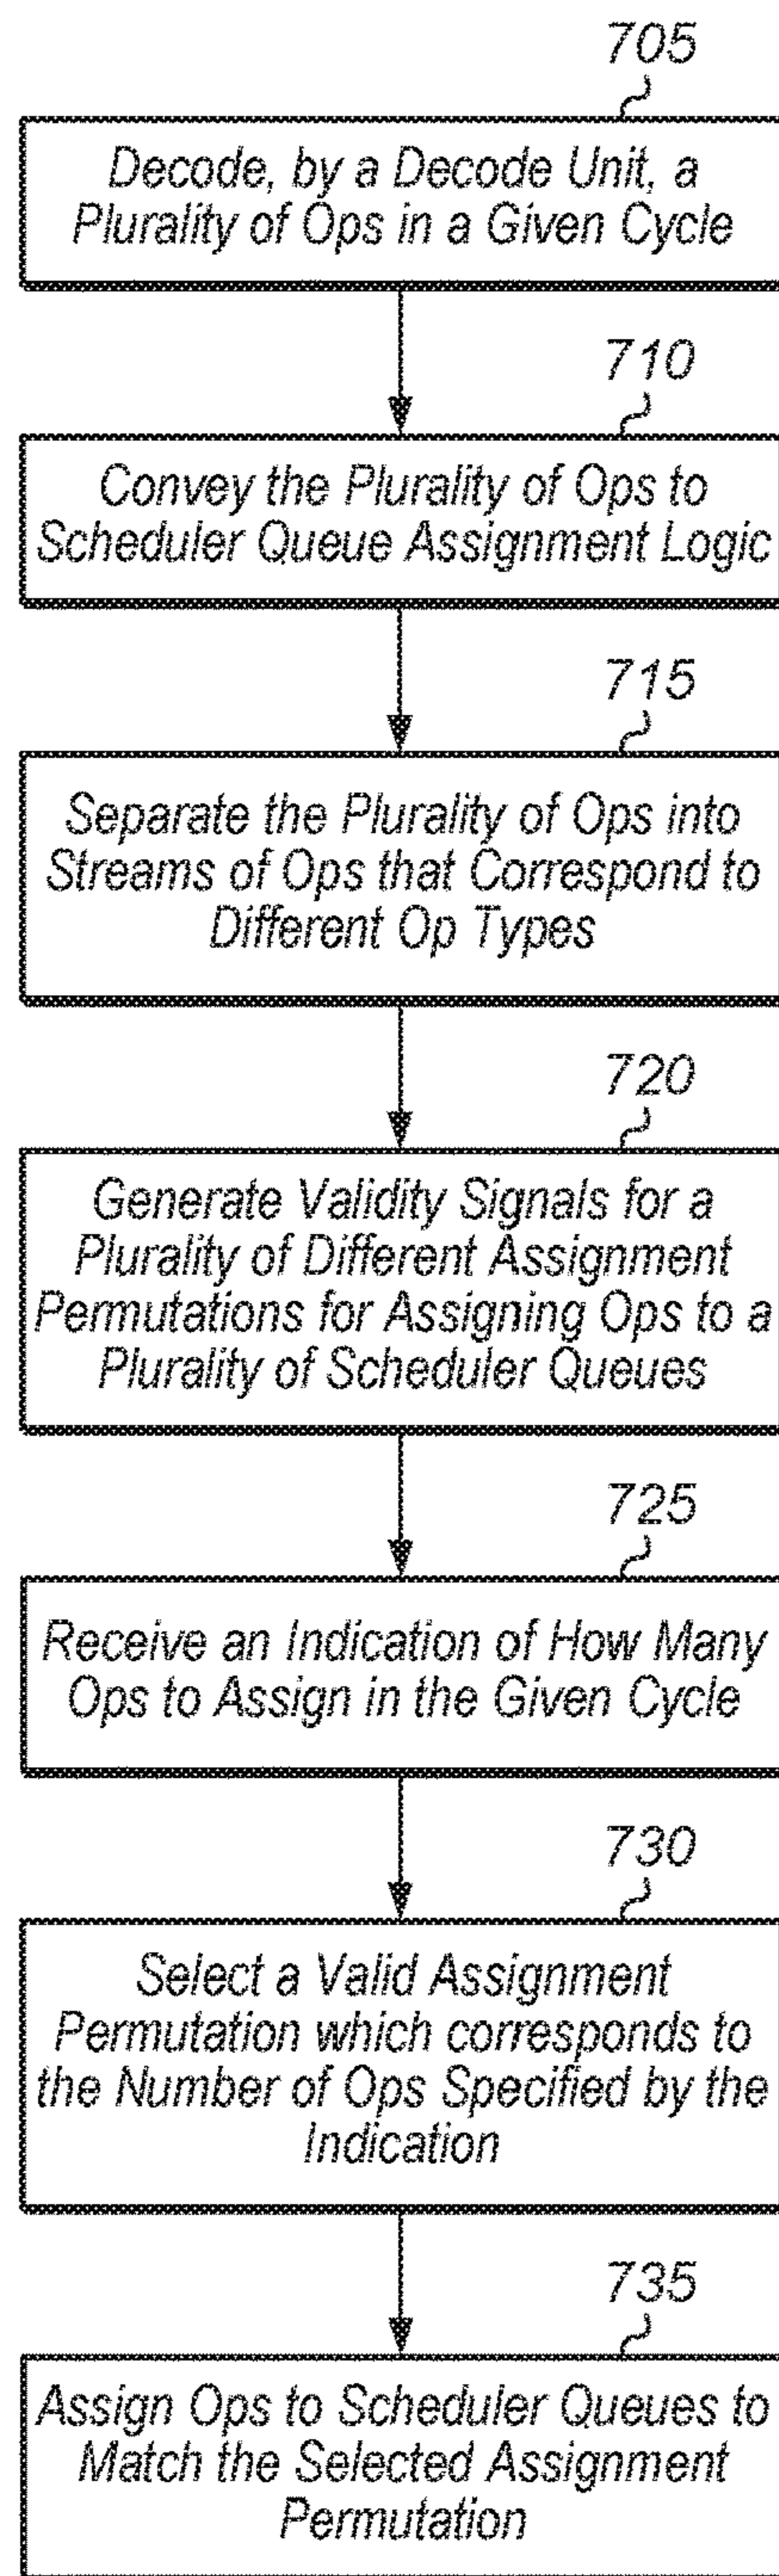 705
Decode, by a Decode Unit, a
Plurality of Ops in a Given Cycle
710
Convey the Plurality of Ops to
Scheduler Queue Assignment Logic
715
Separate the Plurality of Ops into
Streams of Ops that Correspond to
Different Op Types
720
Generate Validity Signals for a
Plurality of Different Assignment
Permutations for Assigning Ops to a
Plurality of Scheduler Queues
725
Receive an Indication of How Many
Ops to Assign in the Given Cycle
730
Select a Valid Assignment
Permutation which corresponds to
the Number of Ops Specified by the
Indication
735
Assign Ops to Scheduler Queues to
Match the Selected Assignment
Permutation